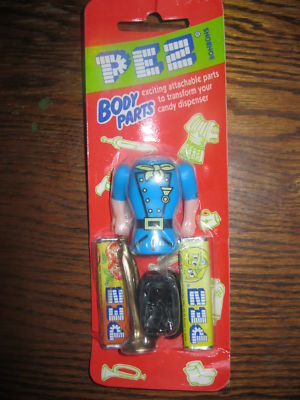 PEZ
BODY
PARTS
exciting attachable parts
to transform your
candy dispenser
PEZ
PEZ